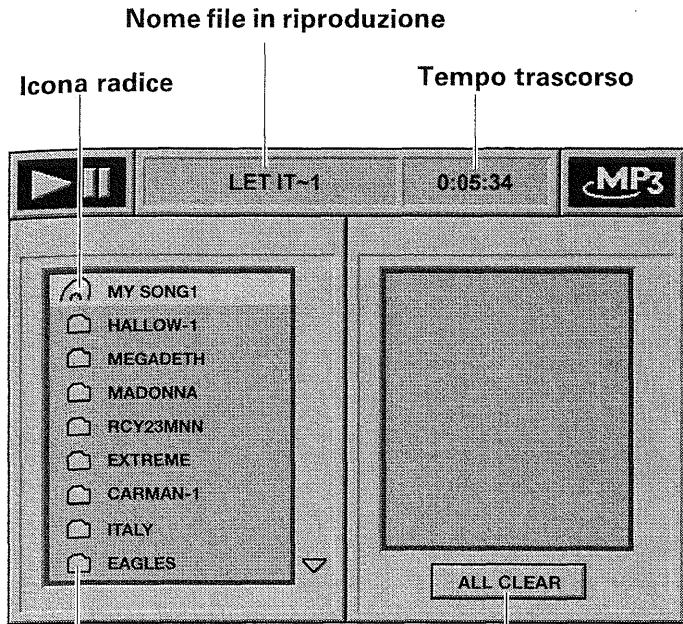 Nome file in riproduzione
Icona radice
Tempo trascorso
LET IT~1
0:05:34
MP3
MY SONG1
HALLOW-1
MEGADETH
MADONNA
RCY23MNN
EXTREME
CARMAN-1
ITALY
EAGLES
ALL CLEAR